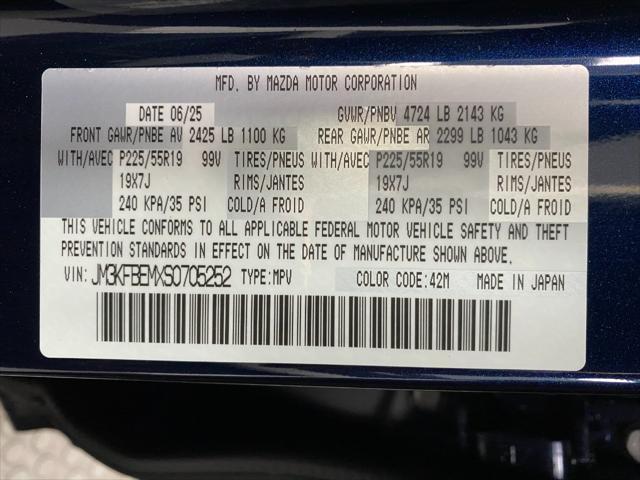 MFD. BY MAZDA MOTOR CORPORATION
DATE 06/25 GVWR/PNBV 4724 LB 2143 KG
FRONT GAWR/PNBE AV 2425 LB 1100 KG REAR GAWR/PNBE AR 2299 LB 1043 KG
WITH/AVEC P225/55R19 99V TIRES/PNEUS WITH/AVEC P225/55R19 99V TIRES/PNEUS
19X7J RIMS/JANTES 19X7J RIMS/JANTES
240 KPA/35 PSI COLD/A FROID 240 KPA/35 PSI COLD/A FROID
THIS VEHICLE CONFORMS TO ALL APPLICABLE FEDERAL MOTOR VEHICLE SAFETY AND THEFT
PREVENTION STANDARDS IN EFFECT ON THE DATE OF MANUFACTURE SHOWN ABOVE.
VIN: JM3KFBEMXS0705252 TYPE:MPV COLOR CODE:42M MADE IN JAPAN